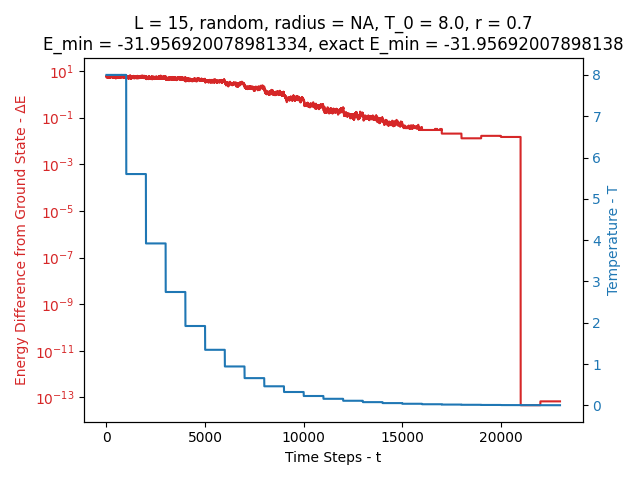 L = 15, random, radius = NA, T_0 = 8.0, r = 0.7
E_min = -31.956920078981334, exact E_min = -31.95692007898138
Energy Difference from Ground State - ΔE
10¹
10⁻¹
10⁻³
10⁻⁵
10⁻⁷
10⁻⁹
10⁻¹¹
10⁻¹³
8
7
6
5
4
3
2
1
0
Temperature - T
0 5000 10000 15000 20000
Time Steps - t